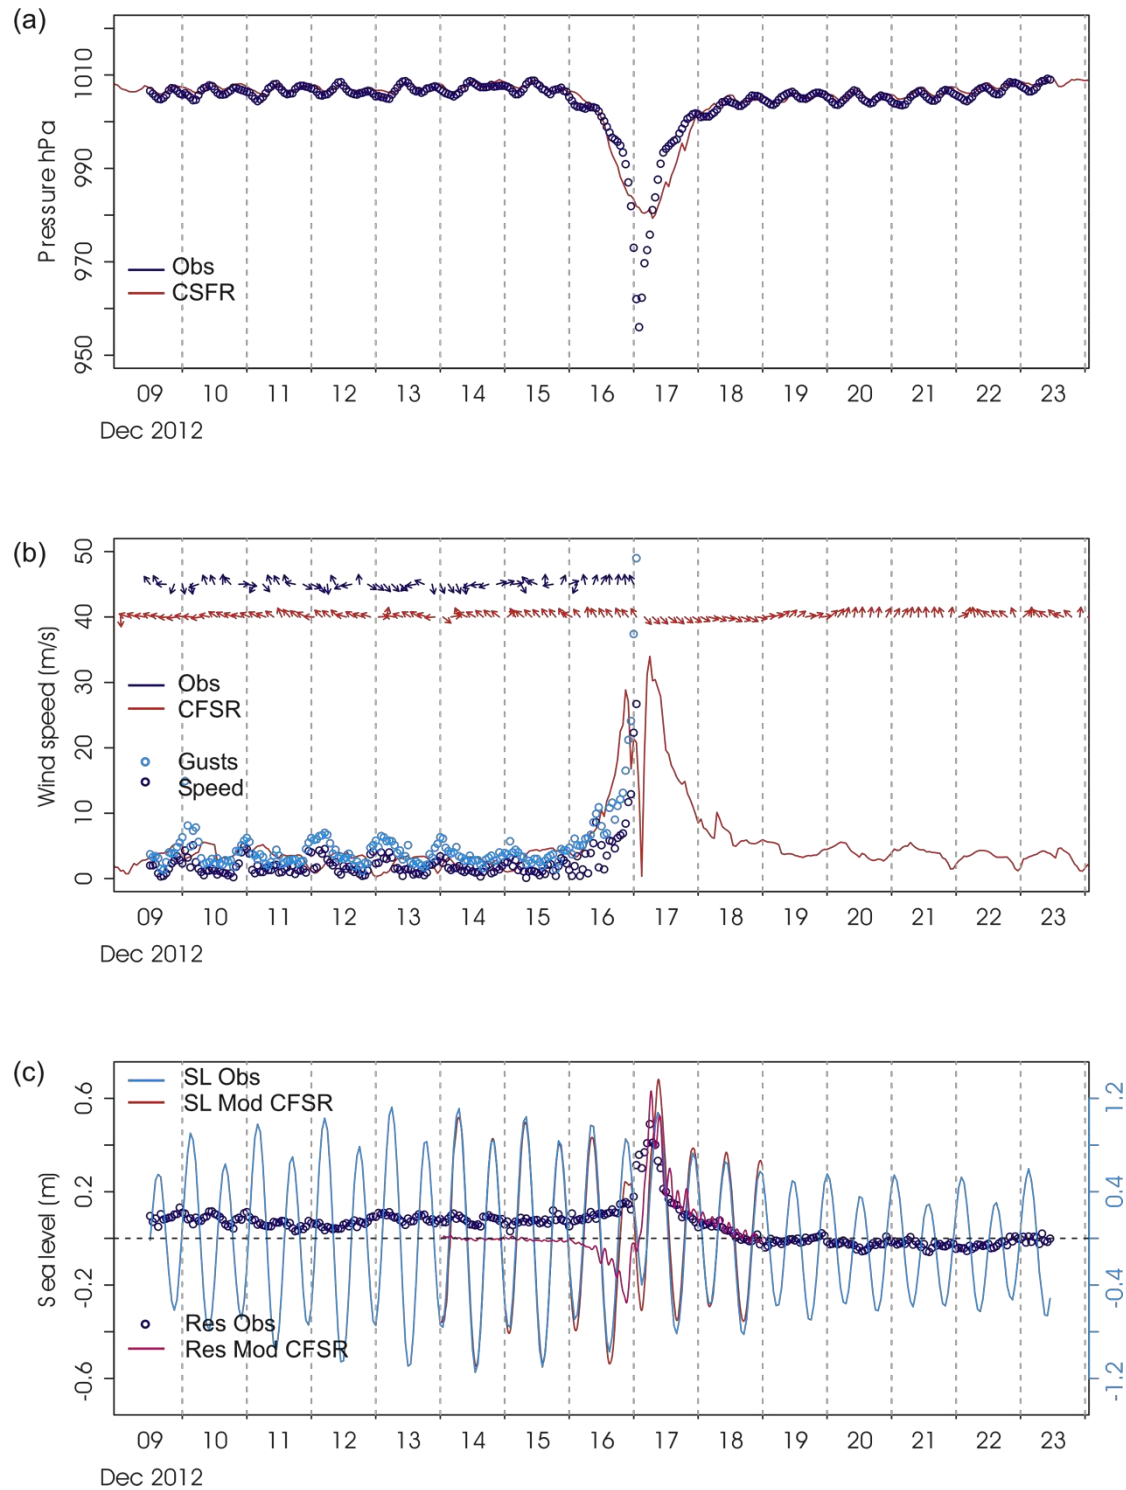 (a)
1010
990
970
950
Pressure hPa
Obs
CSFR
09 10 11 12 13 14 15 16 17 18 19 20 21 22 23
Dec 2012
(b)
50
40
30
20
10
0
Wind speed (m/s)
Obs
CFSR
Gusts
Speed
09 10 11 12 13 14 15 16 17 18 19 20 21 22 23
Dec 2012
(c)
0.6
0.2
-0.2
-0.6
Sea level (m)
SL Obs
SL Mod CFSR
Res Obs
Res Mod CFSR
1.2
0.4
-0.4
-1.2
09 10 11 12 13 14 15 16 17 18 19 20 21 22 23
Dec 2012